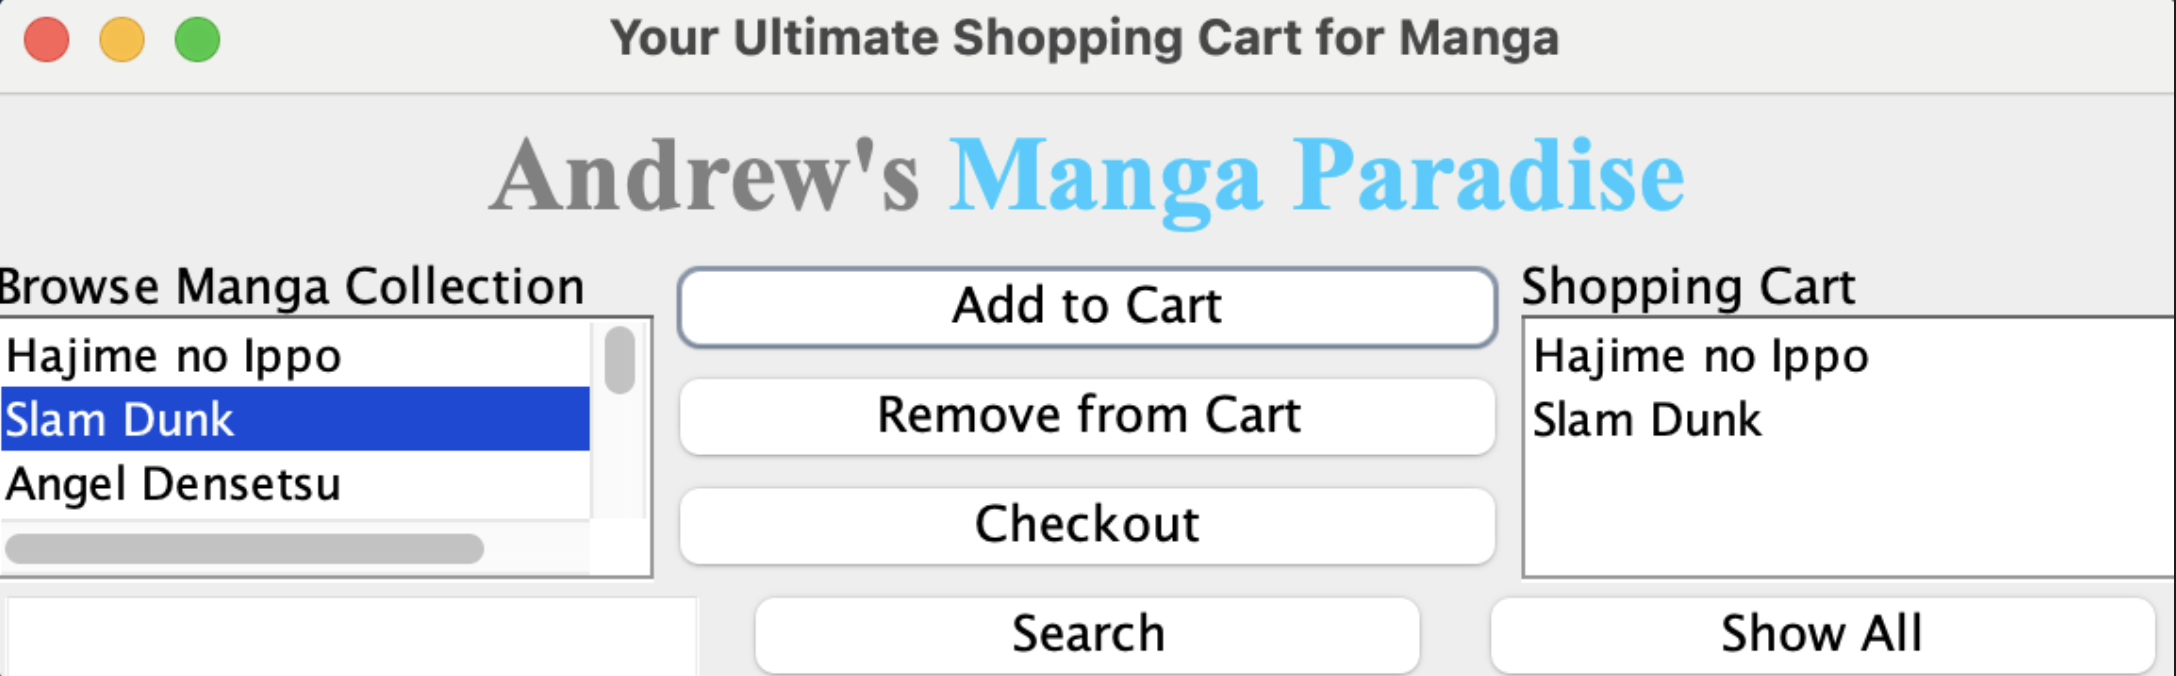 Your Ultimate Shopping Cart for Manga
Andrew's Manga Paradise
Browse Manga Collection
Hajime no Ippo
Slam Dunk
Angel Densetsu
Add to Cart
Remove from Cart
Checkout
Shopping Cart
Hajime no Ippo
Slam Dunk
Search
Show All